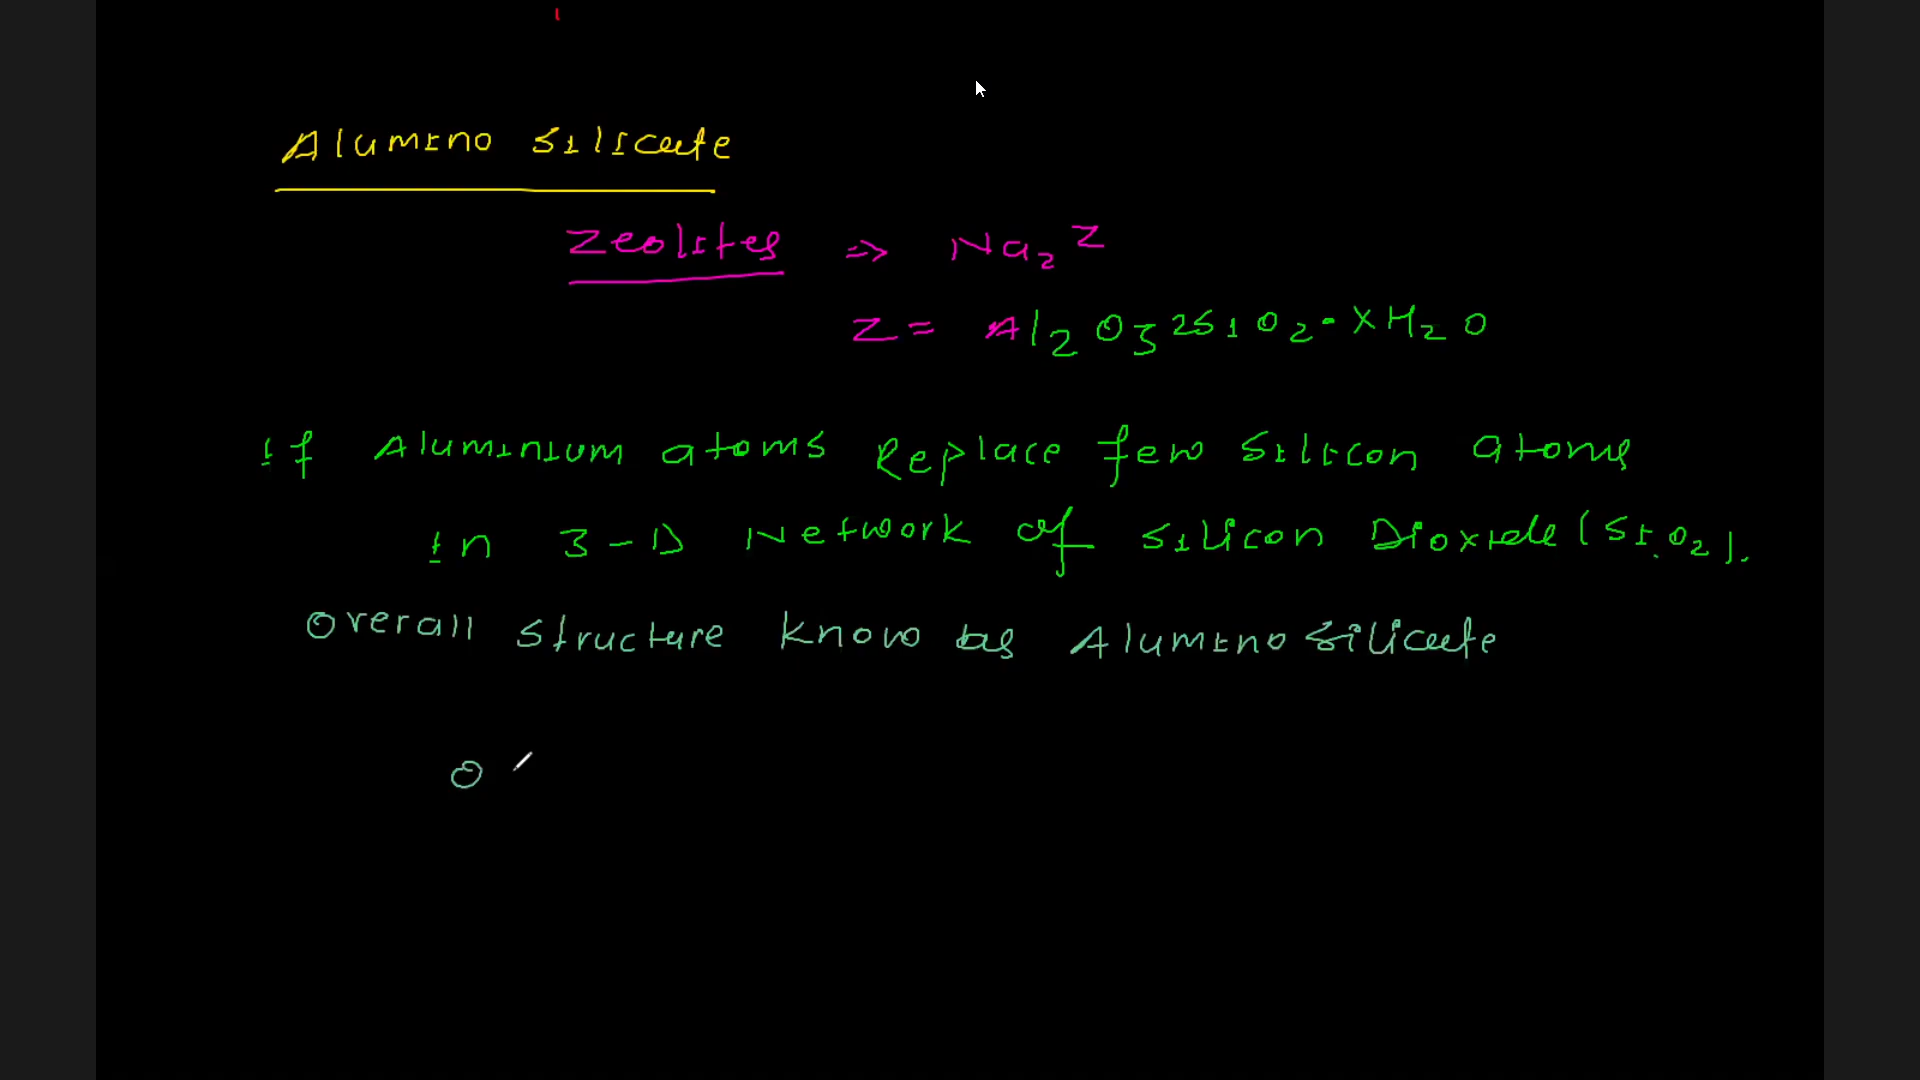 Alumino Silicate
Zeolites => Na2Z
Z = Al2O3 2SiO2·XH2O
if Aluminium atoms Replace few Silicon atoms
in 3-D Network of Silicon Dioxide (SiO2).
Overall structure known as Alumino Silicate
O